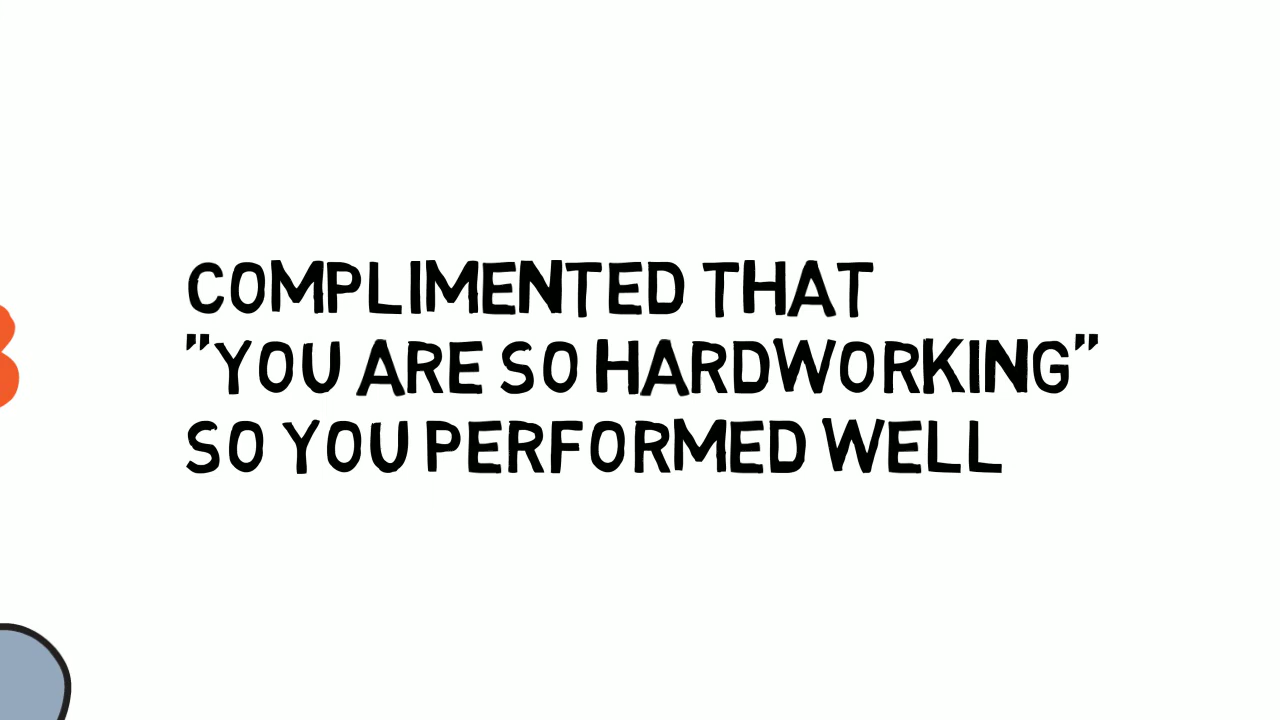 COMPLIMENTED THAT
"YOU ARE SO HARDWORKING"
SO YOU PERFORMED WELL